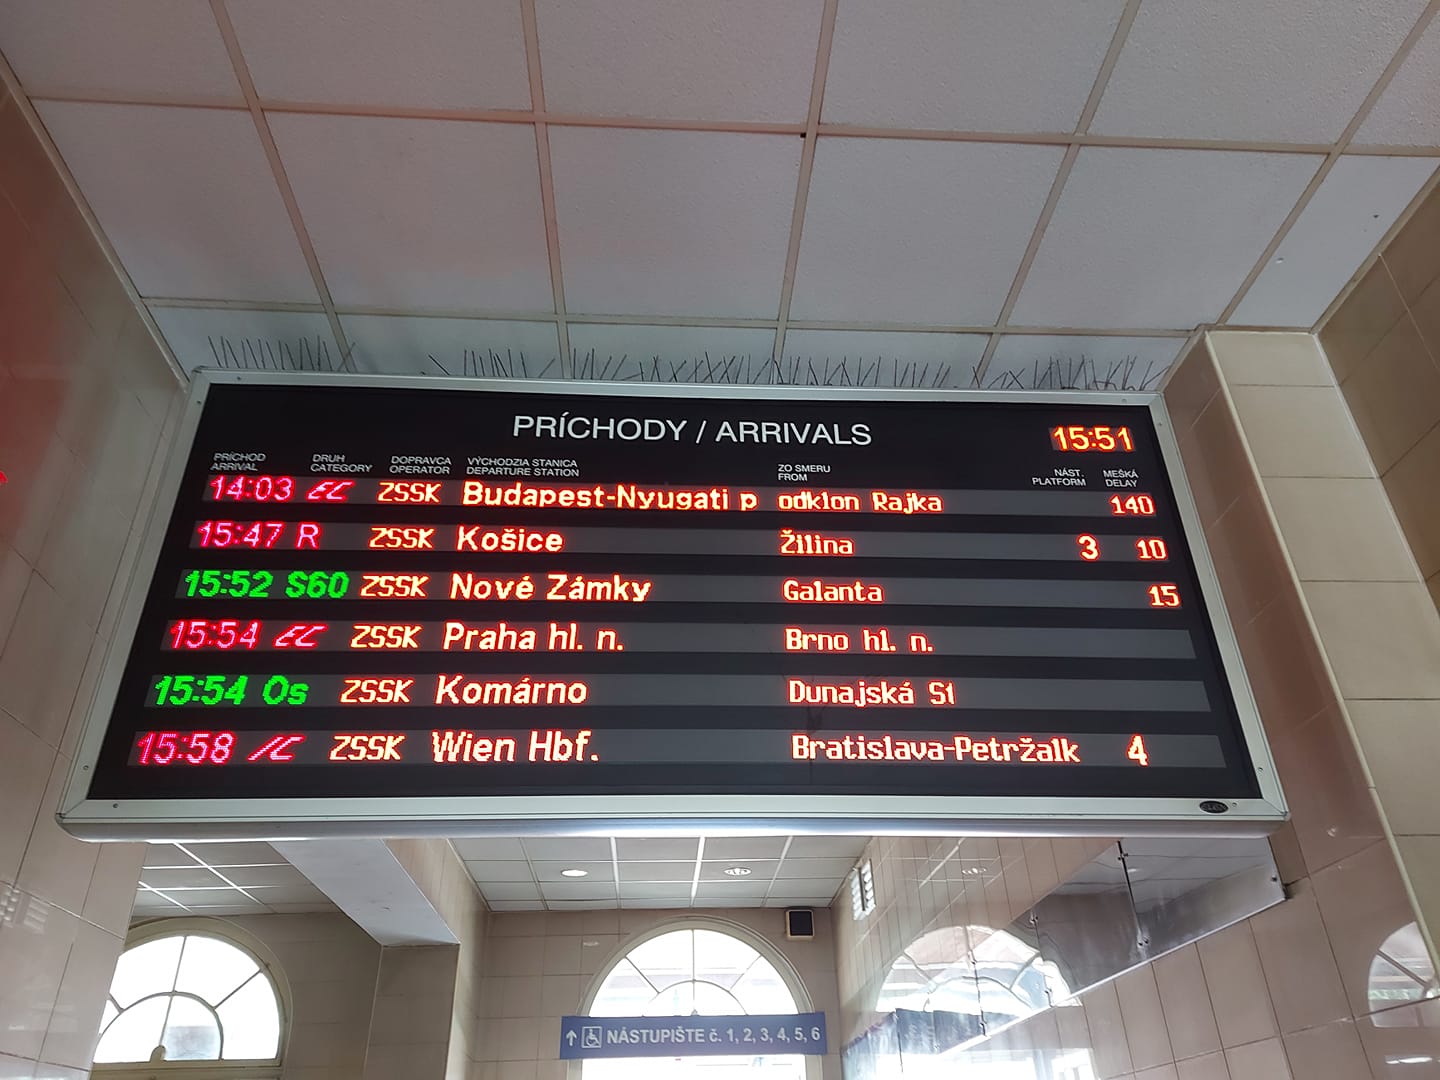 PRÍCHODY / ARRIVALS 15:51
PRÍCHOD DRUH DOPRAVCA VÝCHODZIA STANICA ZO SMERU NÁST. MEŠKÁ
ARRIVAL CATEGORY OPERATOR DEPARTURE STATION FROM PLATFORM DELAY
14:03 EC ZSSK Budapest-Nyugati p odklon Rajka 140
15:47 R ZSSK Košice Žilina 3 10
15:52 S60 ZSSK Nové Zámky Galanta 15
15:54 EC ZSSK Praha hl. n. Brno hl. n.
15:54 Os ZSSK Komárno Dunajská St
15:58 IC ZSSK Wien Hbf. Bratislava-Petržalk 4
NÁSTUPIŠTE č. 1, 2, 3, 4, 5, 6